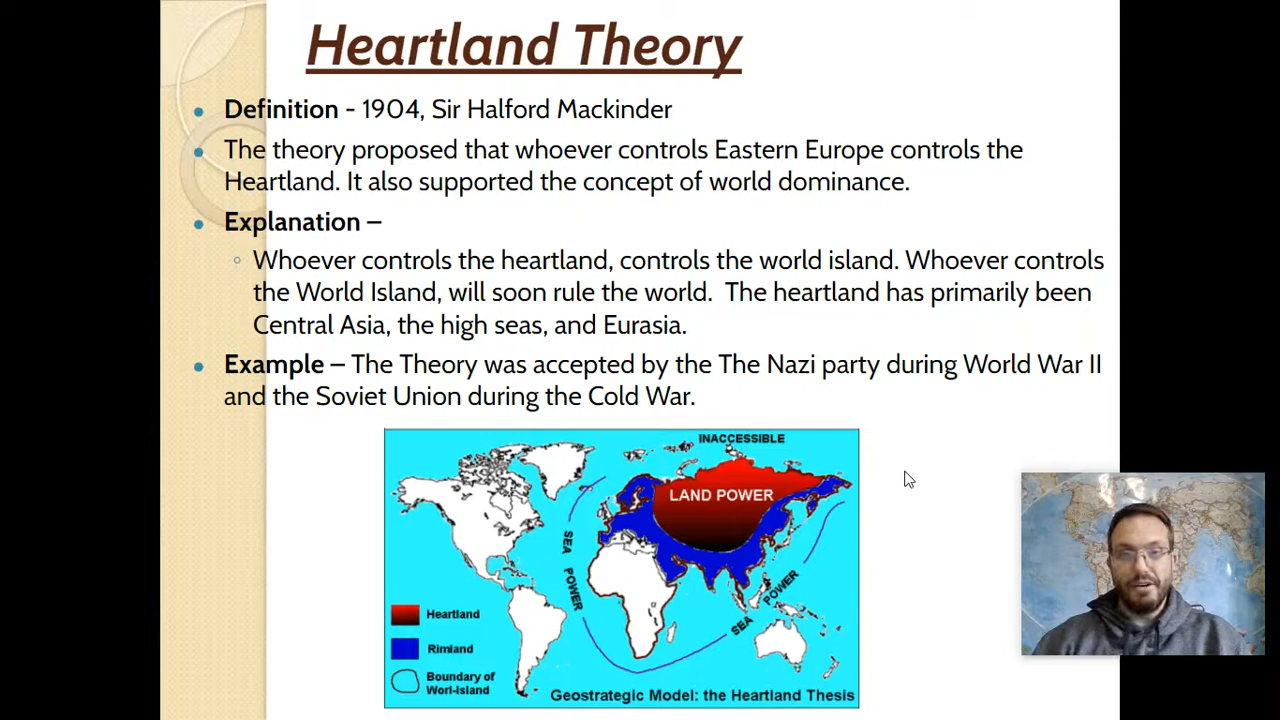 Heartland Theory
Definition - 1904, Sir Halford Mackinder
The theory proposed that whoever controls Eastern Europe controls the
Heartland. It also supported the concept of world dominance.
Explanation –
Whoever controls the heartland, controls the world island. Whoever controls
the World Island, will soon rule the world. The heartland has primarily been
Central Asia, the high seas, and Eurasia.
Example – The Theory was accepted by the The Nazi party during World War II
and the Soviet Union during the Cold War.
INACCESSIBLE
LAND POWER
SEA POWER
SEA POWER
Heartland
Rimland
Boundary of
Worl-Island
Geostrategic Model: the Heartland Thesis